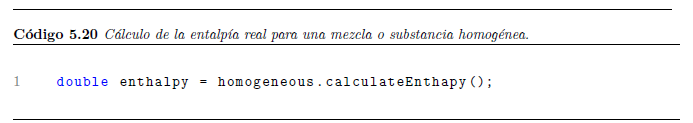 Código 5.20 Cálculo de la entalpía real para una mezcla o substancia homogénea.
1 double enthalpy = homogeneous.calculateEnthapy();